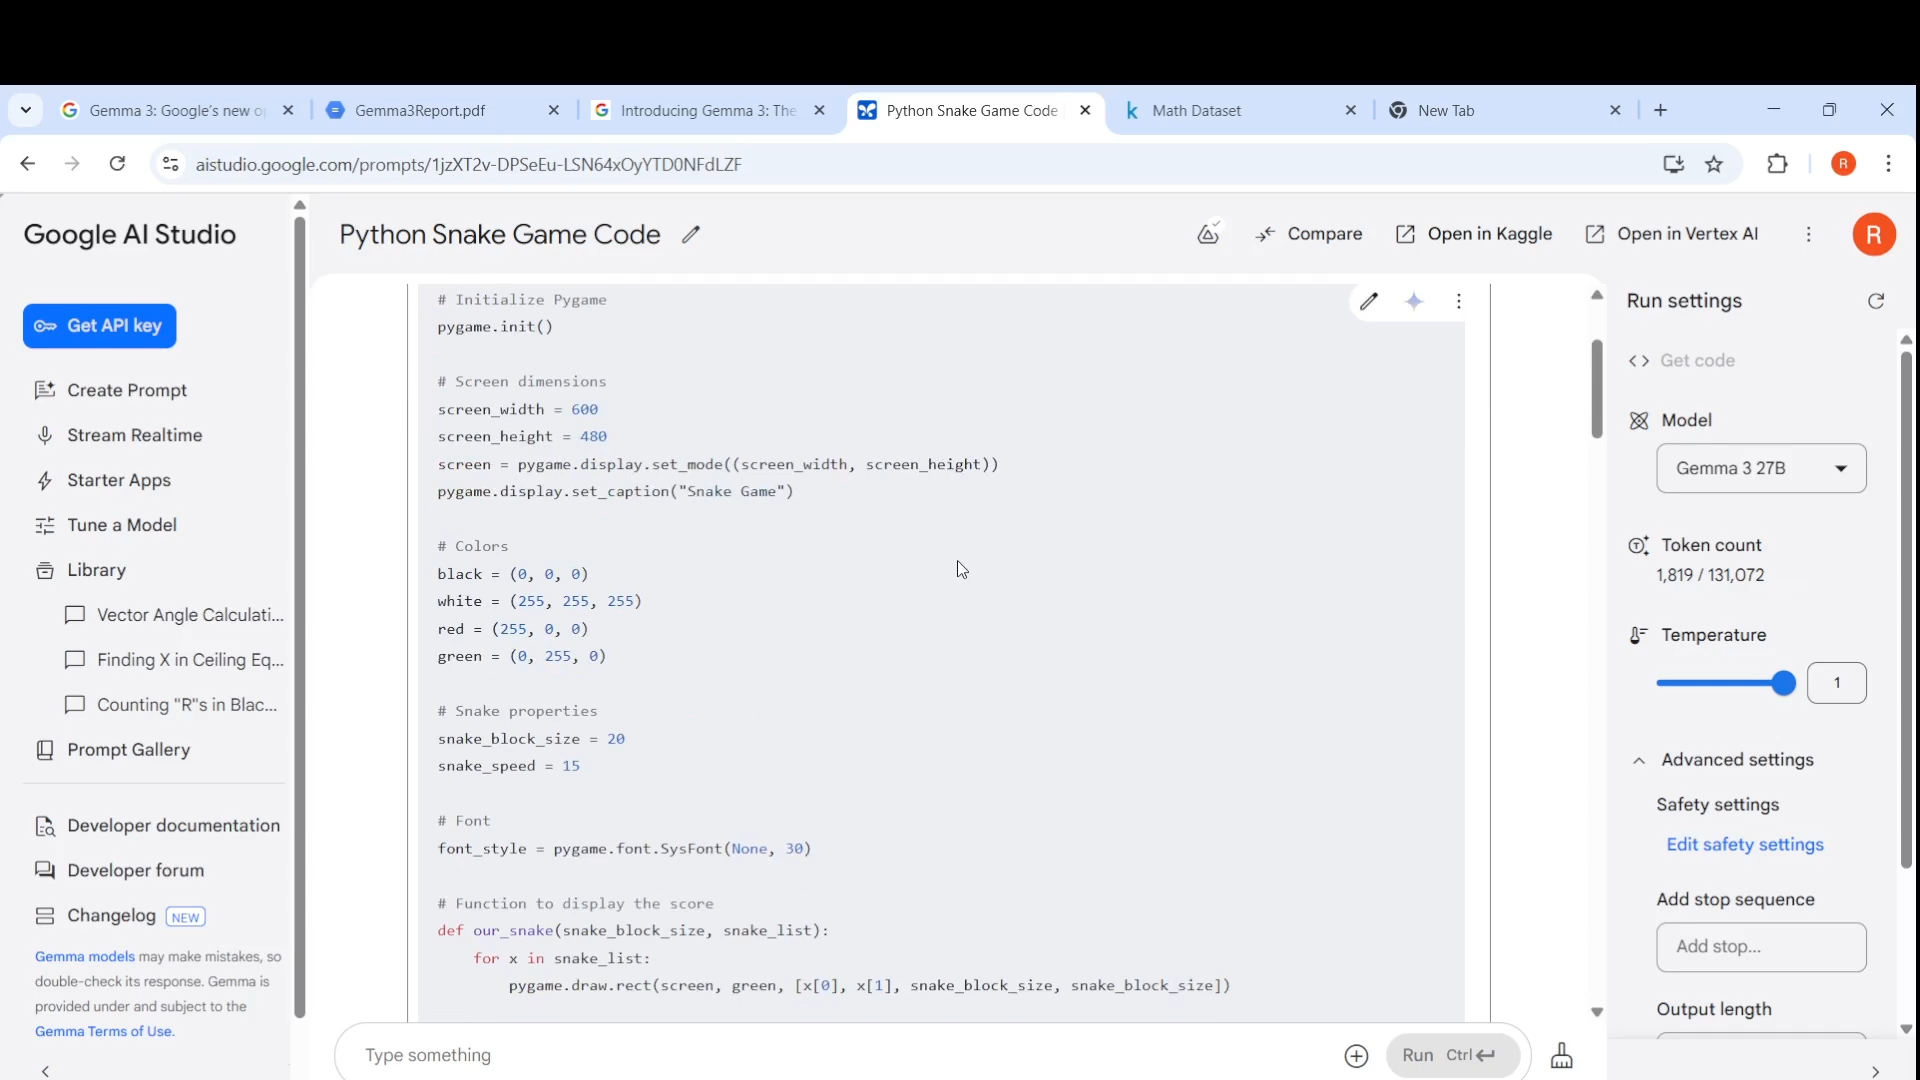 Gemma 3: Google's new o
Gemma3Report.pdf
Introducing Gemma 3: The
Python Snake Game Code
Math Dataset
New Tab
aistudio.google.com/prompts/1jzXT2v-DPSeEu-LSN64xOyYTD0NFdLZF
R
Google AI Studio
Python Snake Game Code
Compare
Open in Kaggle
Open in Vertex AI
R
Get API key
Create Prompt
Stream Realtime
Starter Apps
Tune a Model
Library
Vector Angle Calculati...
Finding X in Ceiling Eq...
Counting "R"s in Blac...
Prompt Gallery
Developer documentation
Developer forum
Changelog NEW
Gemma models may make mistakes, so
double-check its response. Gemma is
provided under and subject to the
Gemma Terms of Use.
# Initialize Pygame
pygame.init()
# Screen dimensions
screen_width = 600
screen_height = 480
screen = pygame.display.set_mode((screen_width, screen_height))
pygame.display.set_caption("Snake Game")
# Colors
black = (0, 0, 0)
white = (255, 255, 255)
red = (255, 0, 0)
green = (0, 255, 0)
# Snake properties
snake_block_size = 20
snake_speed = 15
# Font
font_style = pygame.font.SysFont(None, 30)
# Function to display the score
def our_snake(snake_block_size, snake_list):
for x in snake_list:
pygame.draw.rect(screen, green, [x[0], x[1], snake_block_size, snake_block_size])
Type something
Run Ctrl
Run settings
Get code
Model
Gemma 3 27B
Token count
1,819 / 131,072
Temperature
1
Advanced settings
Safety settings
Edit safety settings
Add stop sequence
Add stop...
Output length